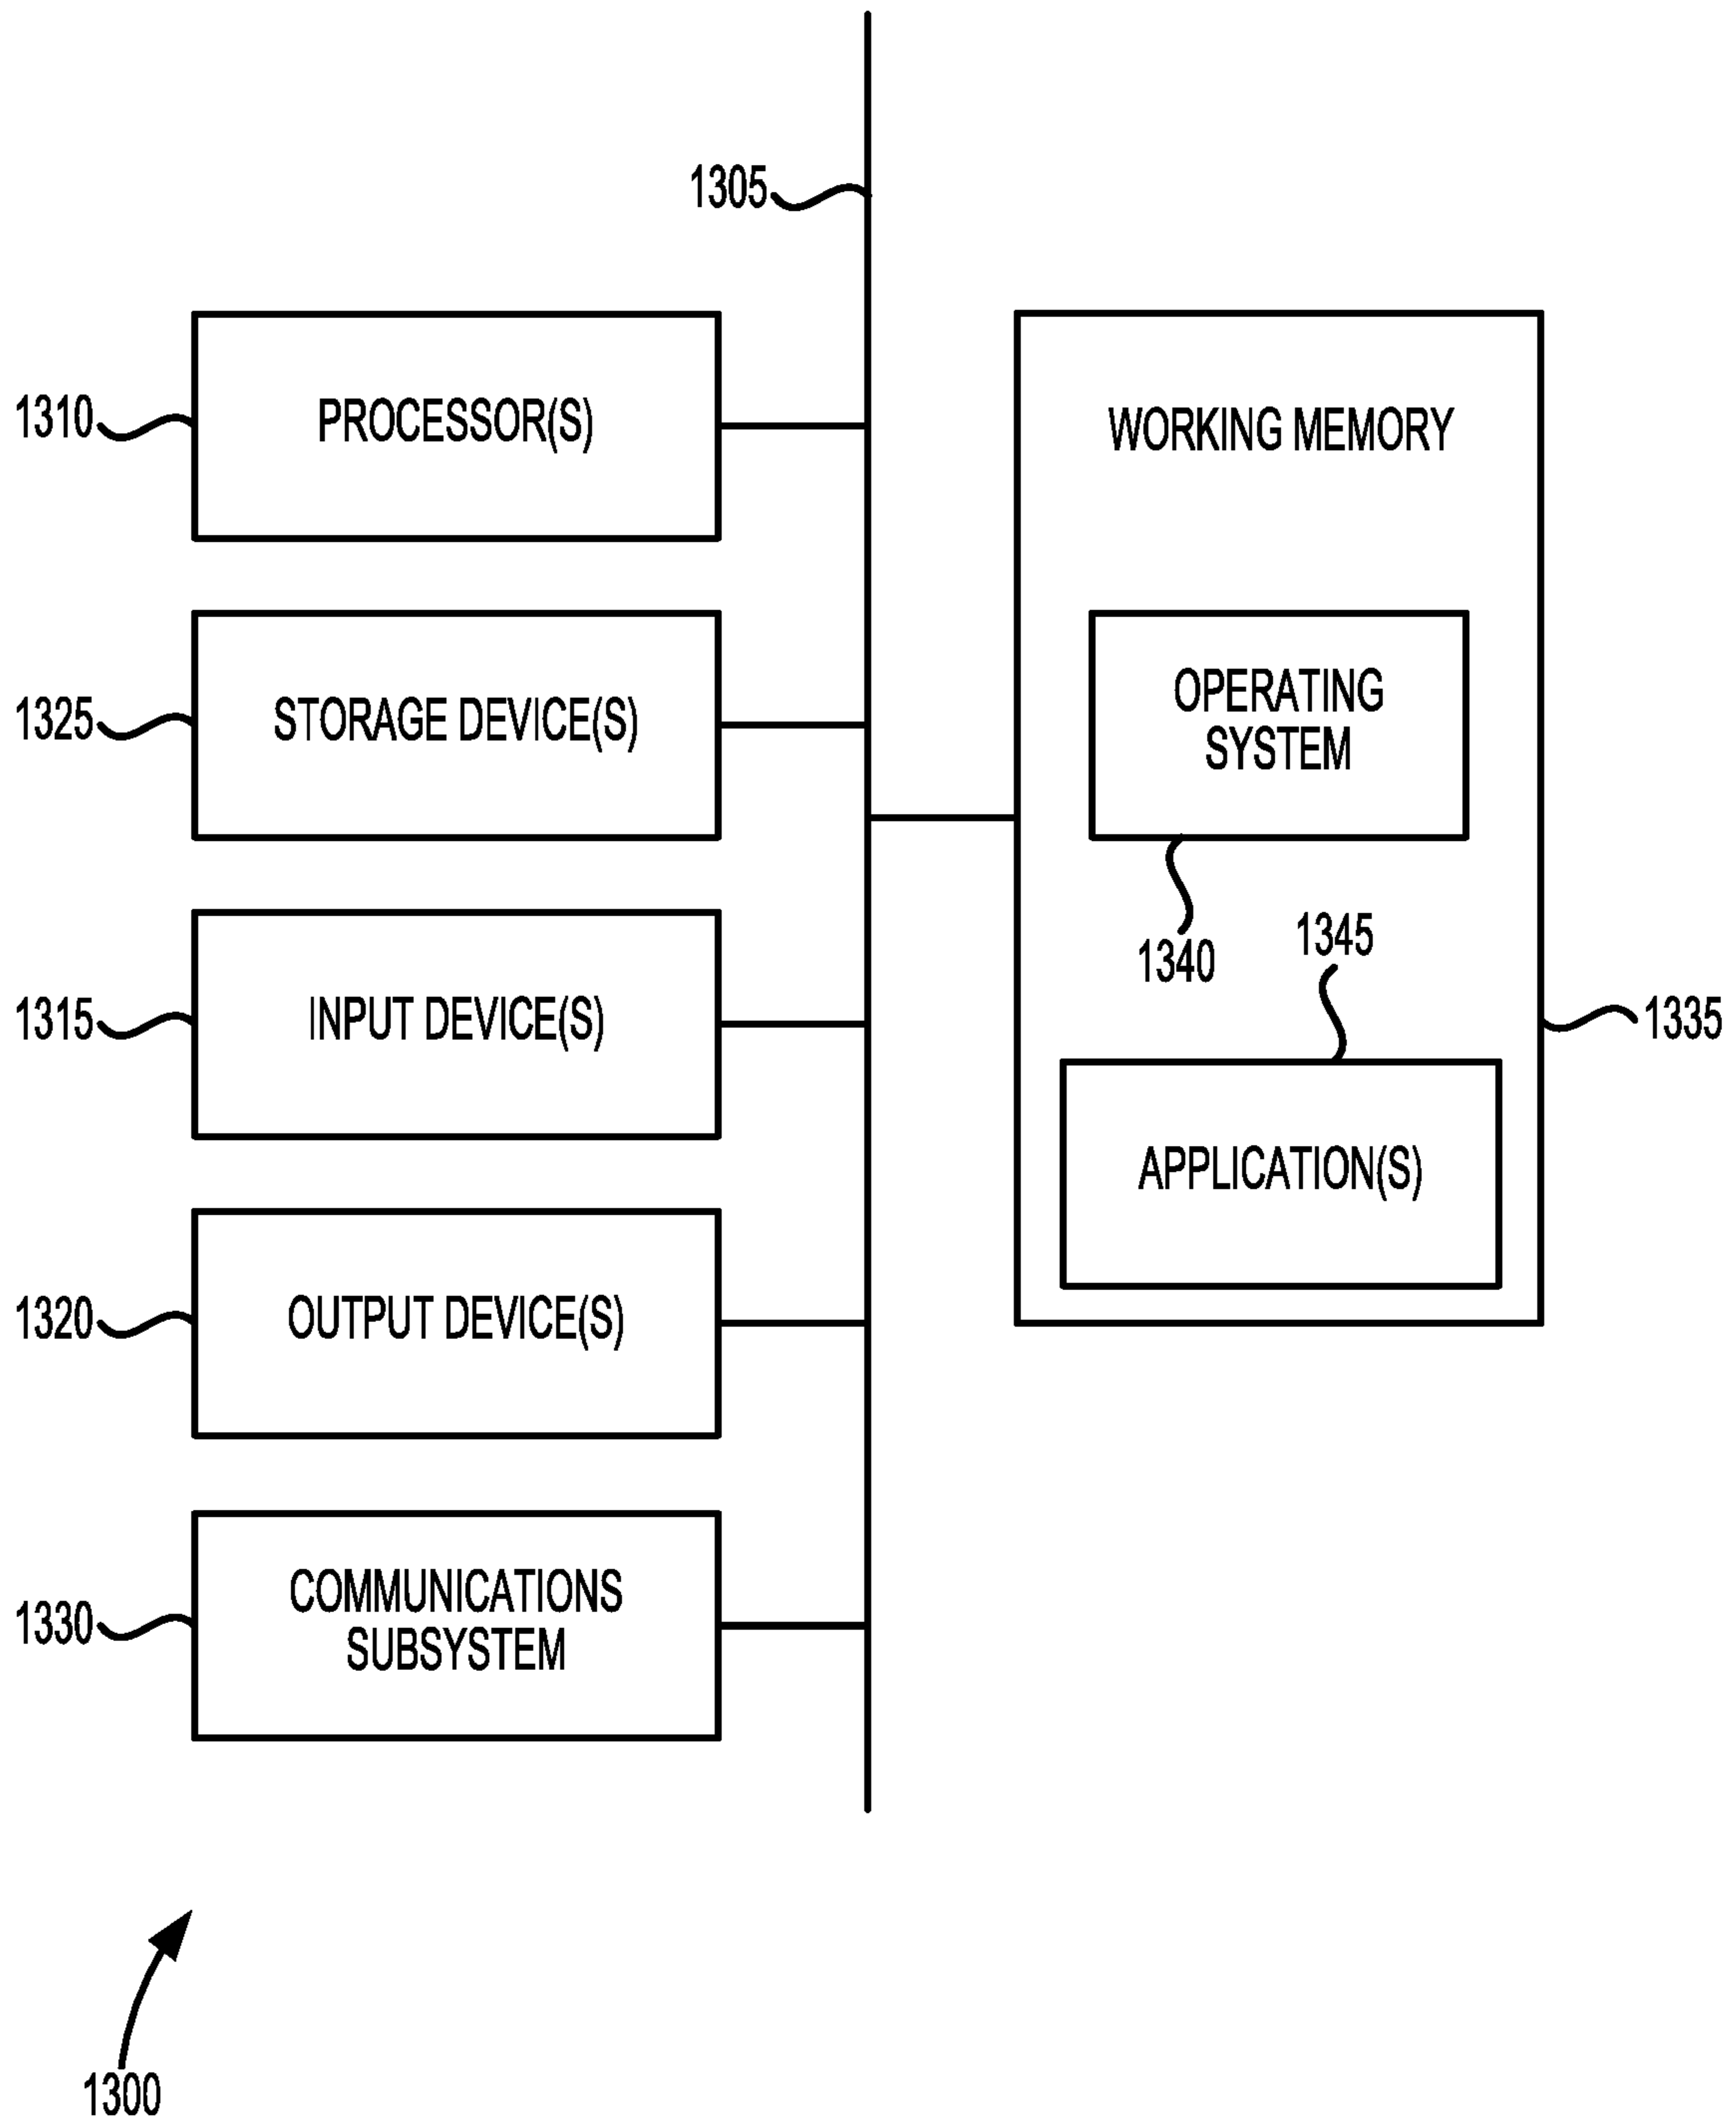 1305
1310
PROCESSOR(S)
WORKING MEMORY
1325
STORAGE DEVICE(S)
OPERATING
SYSTEM
1340
1345
1315
INPUT DEVICE(S)
1335
APPLICATION(S)
1320
OUTPUT DEVICE(S)
1330
COMMUNICATIONS
SUBSYSTEM
1300